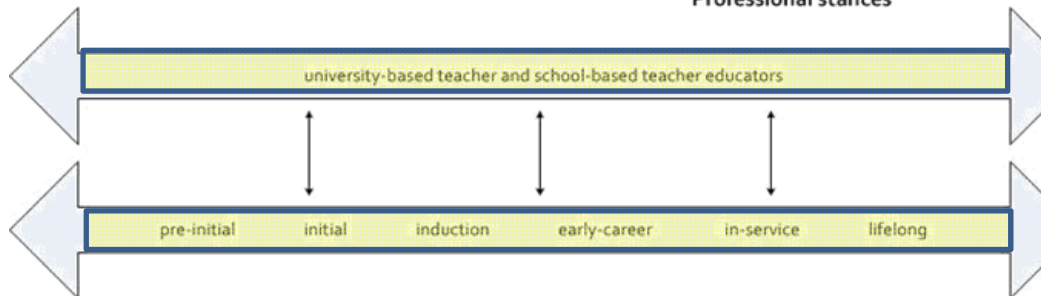 Professional stances
university-based teacher and school-based teacher educators
pre-initial initial induction early-career in-service lifelong